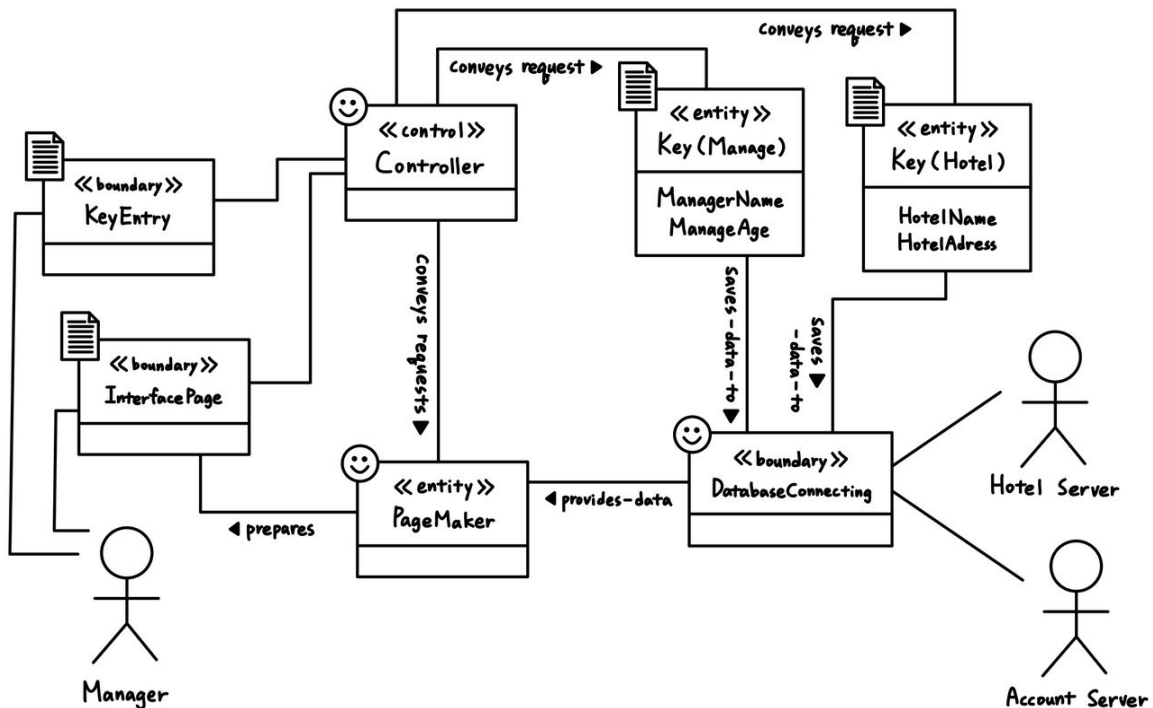 Conveys request ▶
Conveys request ▶
<<control>>
Controller
<<entity>>
Key (Manage)
ManagerName
ManageAge
<<entity>>
Key (Hotel)
HotelName
HotelAdress
<<boundary>>
KeyEntry
Conveys requests ▶
saves-data-to ▶
saves ▶
-data-to
<<boundary>>
InterfacePage
<<entity>>
PageMaker
<<boundary>>
DatabaseConnecting
◀ provides-data
◀ prepares
Hotel Server
Manager
Account Server